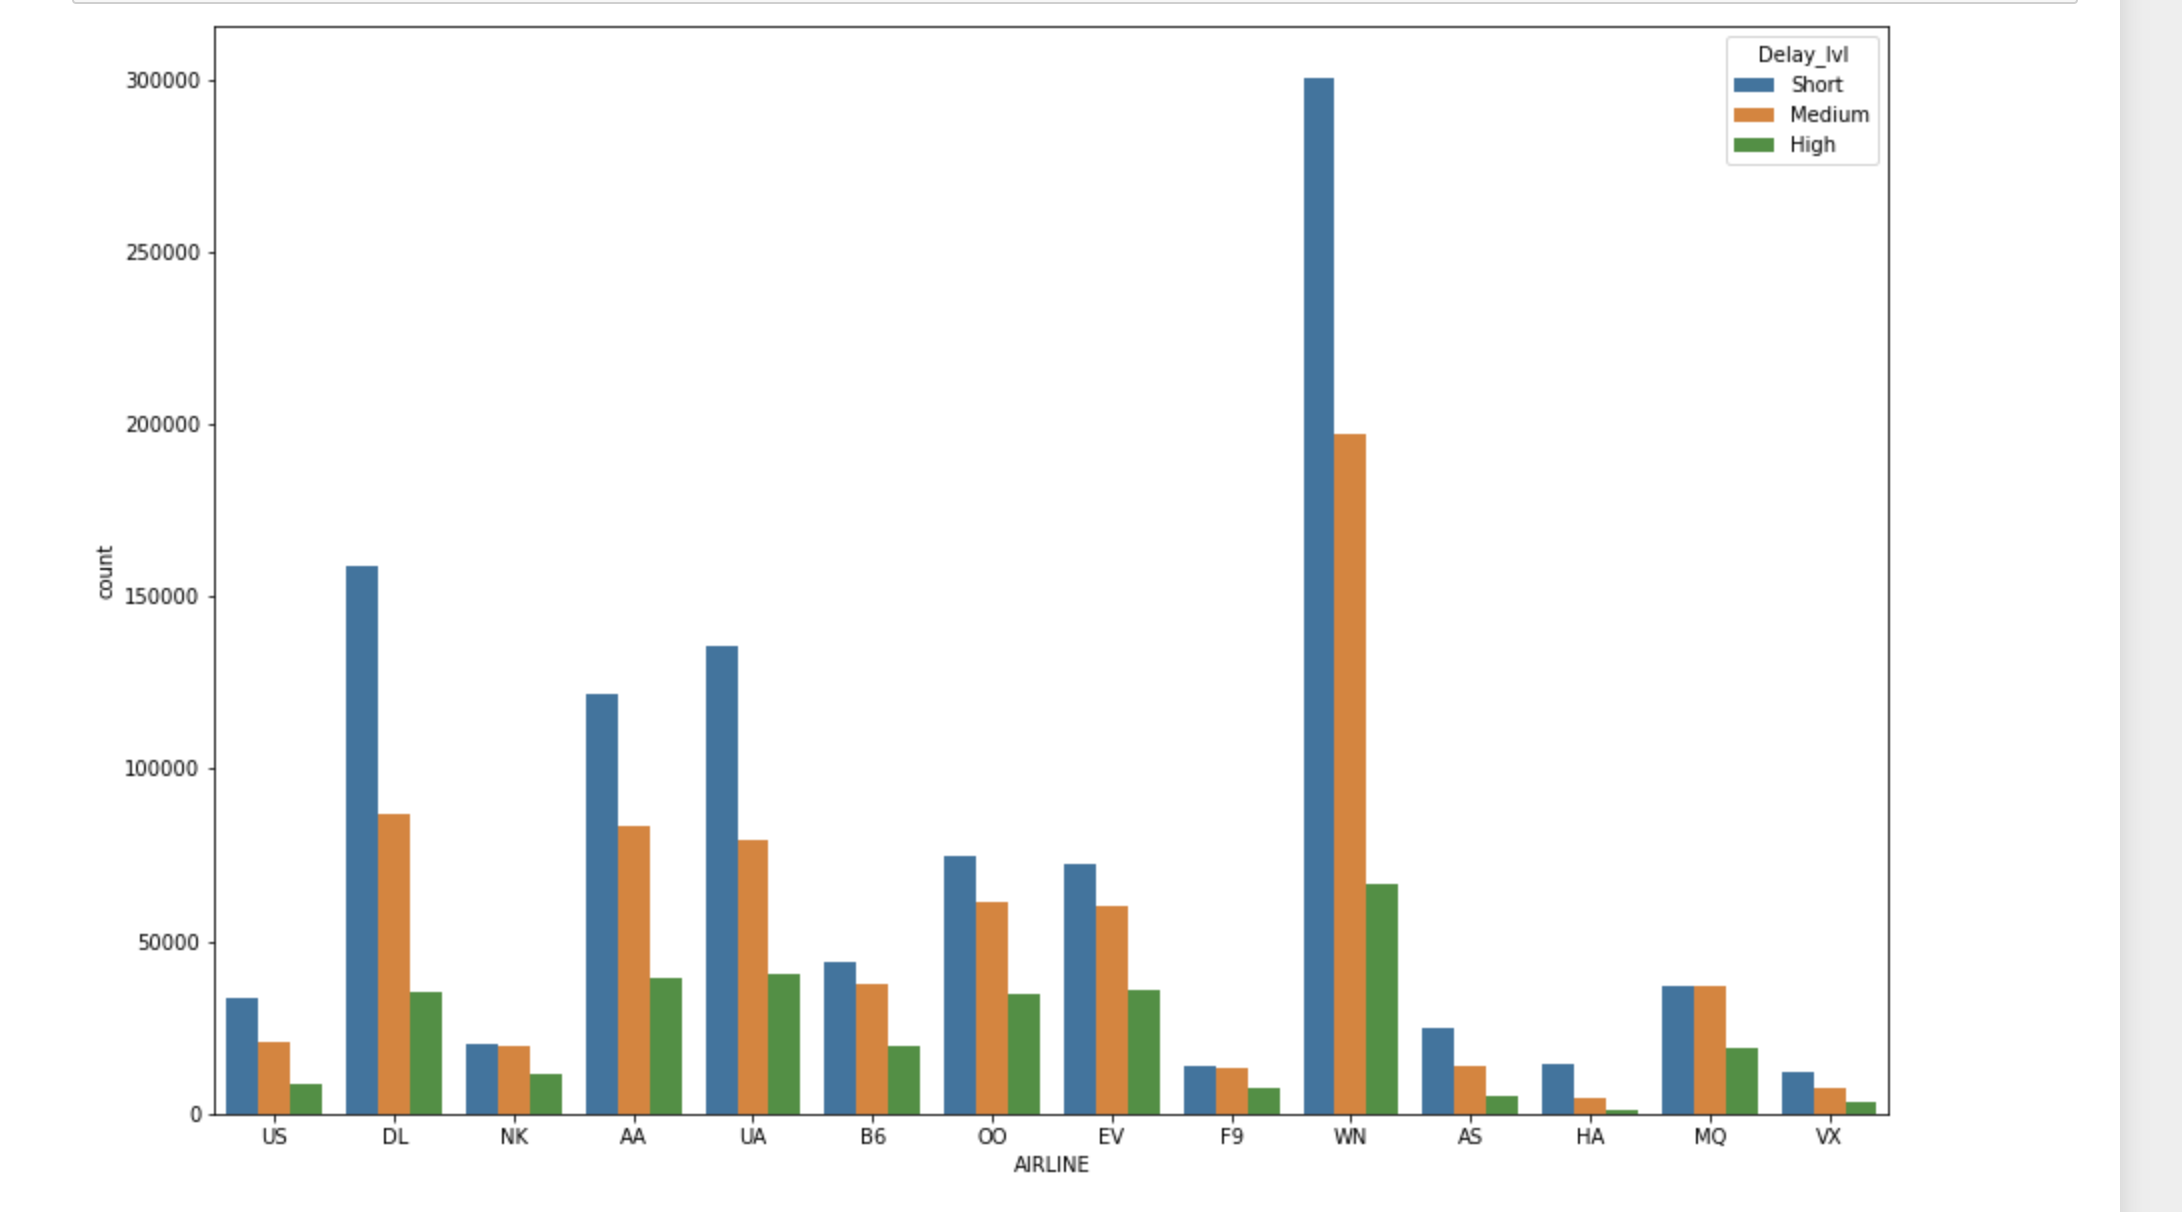 Delay_lvl
Short
Medium
High
300000
250000
200000
150000
100000
50000
0
count
US DL NK AA UA B6 OO EV F9 WN AS HA MQ VX
AIRLINE